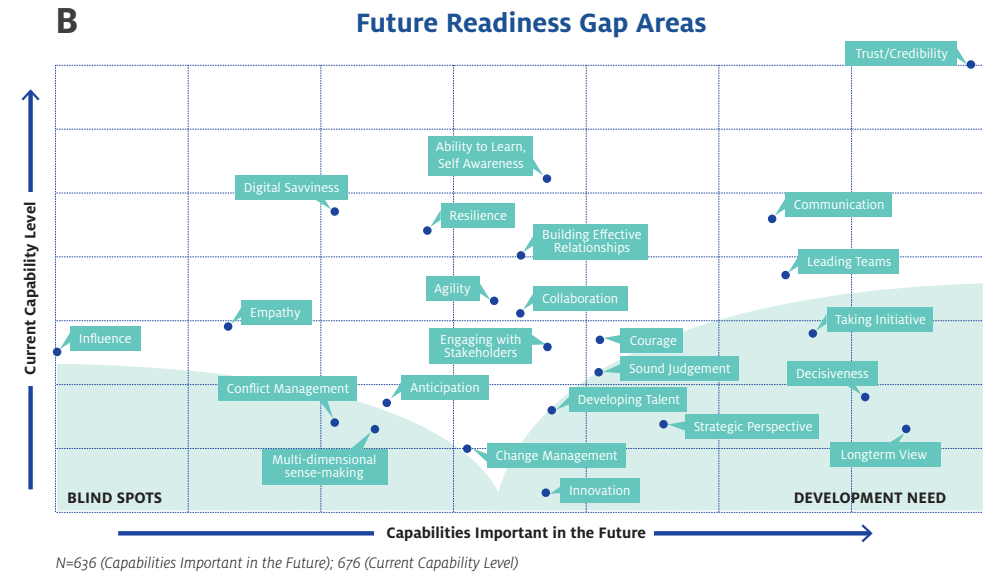 B
Future Readiness Gap Areas
Trust/Credibility
Ability to Learn,
Self Awareness
Digital Savviness
Communication
Resilience
Building Effective
Relationships
Leading Teams
Agility
Collaboration
Empathy
Taking Initiative
Influence
Engaging with
Stakeholders
Courage
Sound Judgement
Decisiveness
Conflict Management
Anticipation
Developing Talent
Strategic Perspective
Multi-dimensional
sense-making
Change Management
Longterm View
Innovation
BLIND SPOTS
DEVELOPMENT NEED
Current Capability Level
Capabilities Important in the Future
N=636 (Capabilities Important in the Future); 676 (Current Capability Level)